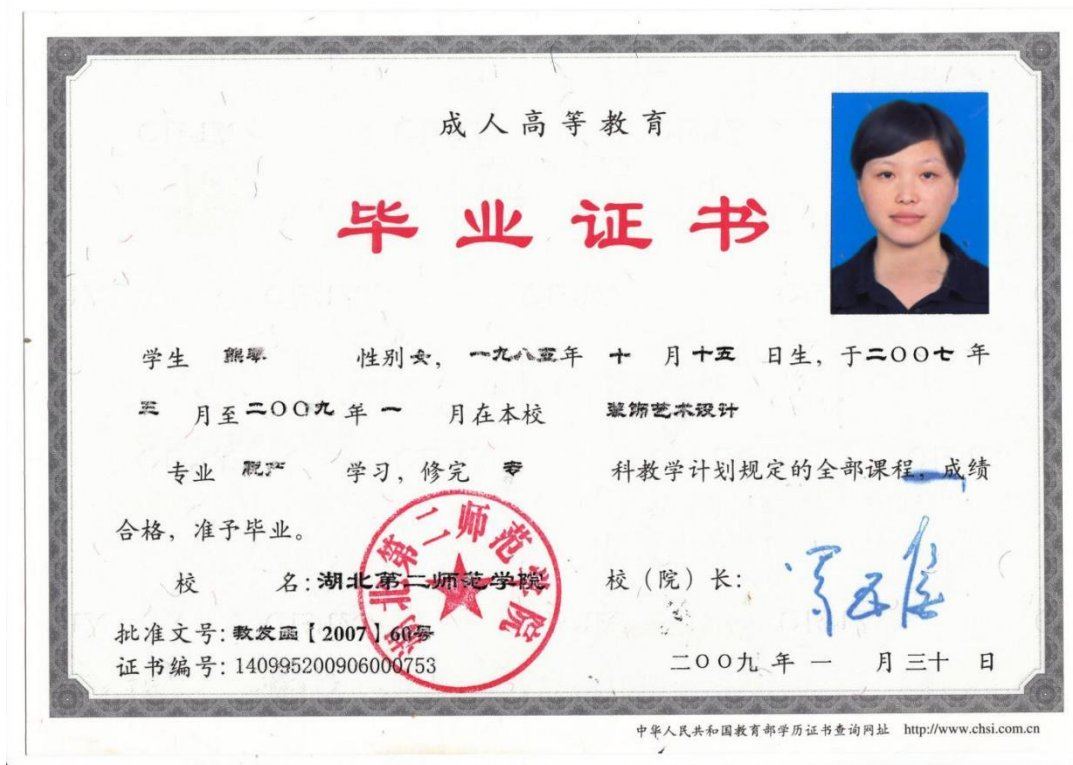 成人高等教育
毕业证书
学生 熊 性别女，一九八五年 十 月十五 日生，于二〇〇七 年
三 月至二〇〇九 年 一 月在本校 装饰艺术设计
专业 脱产 学习，修完 专 科教学计划规定的全部课程，成绩
合格，准予毕业。
校 名：湖北第二师范学院 校（院）长：
批准文号：教发函【2007】60号
证书编号：140995200906000753
二〇〇九 年 一 月 三十 日
湖北第二师范学院
中华人民共和国教育部学历证书查询网址 http://www.chsi.com.cn